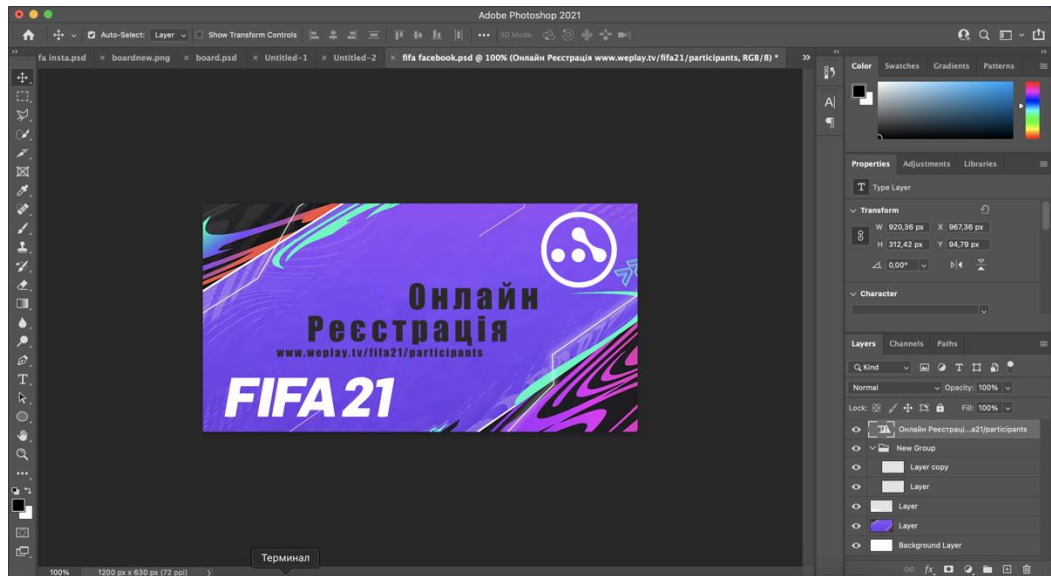 Adobe Photoshop 2021
Auto-Select: Layer Show Transform Controls 3D Mode:
fa insta.psd × boardnew.png × board.psd × Untitled-1 × Untitled-2 × fifa facebook.psd @ 100% (Онлайн Реєстрація www.weplay.tv/fifa21/participants, RGB/8) *
Color Swatches Gradients Patterns
Properties Adjustments Libraries
T Type Layer
Transform
W 920,36 px X 967,36 px
H 312,42 px Y 94,79 px
0,00°
Character
Онлайн
Реєстрація
www.weplay.tv/fifa21/participants
FIFA 21
Layers Channels Paths
Kind
Normal Opacity: 100%
Lock: Fill: 100%
Онлайн Реєстраці...a21/participants
New Group
Layer copy
Layer
Layer
Layer
Background Layer
Терминал
100% 1200 px x 630 px (72 ppi)
fx